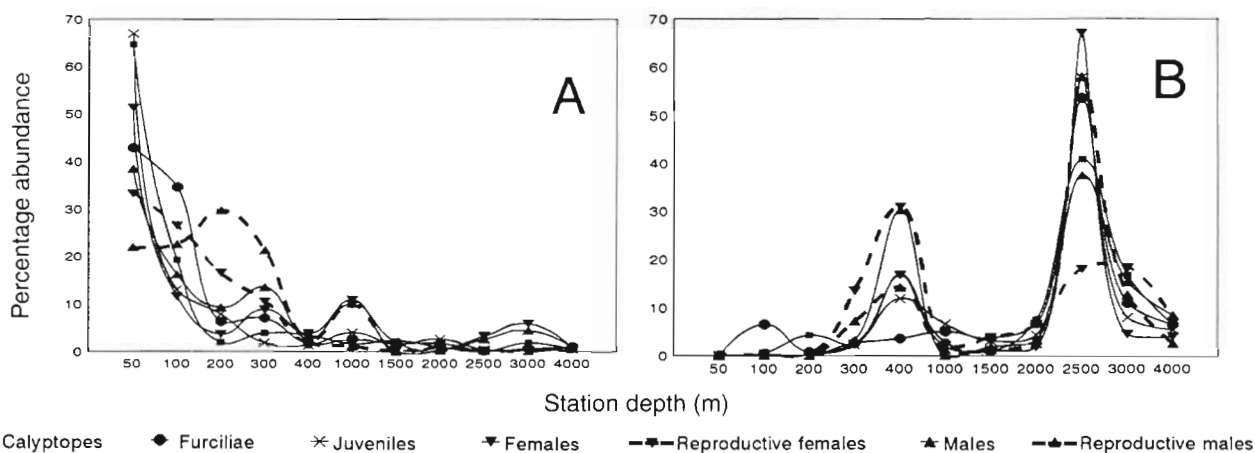 70
60
50
40
30
20
10
0
A
50 100 200 300 400 1000 1500 2000 2500 3000 4000
70
60
50
40
30
20
10
0
B
50 100 200 300 400 1000 1500 2000 2500 3000 4000
Percentage abundance
Station depth (m)
Calyptopes Furciliae Juveniles Females Reproductive females Males Reproductive males